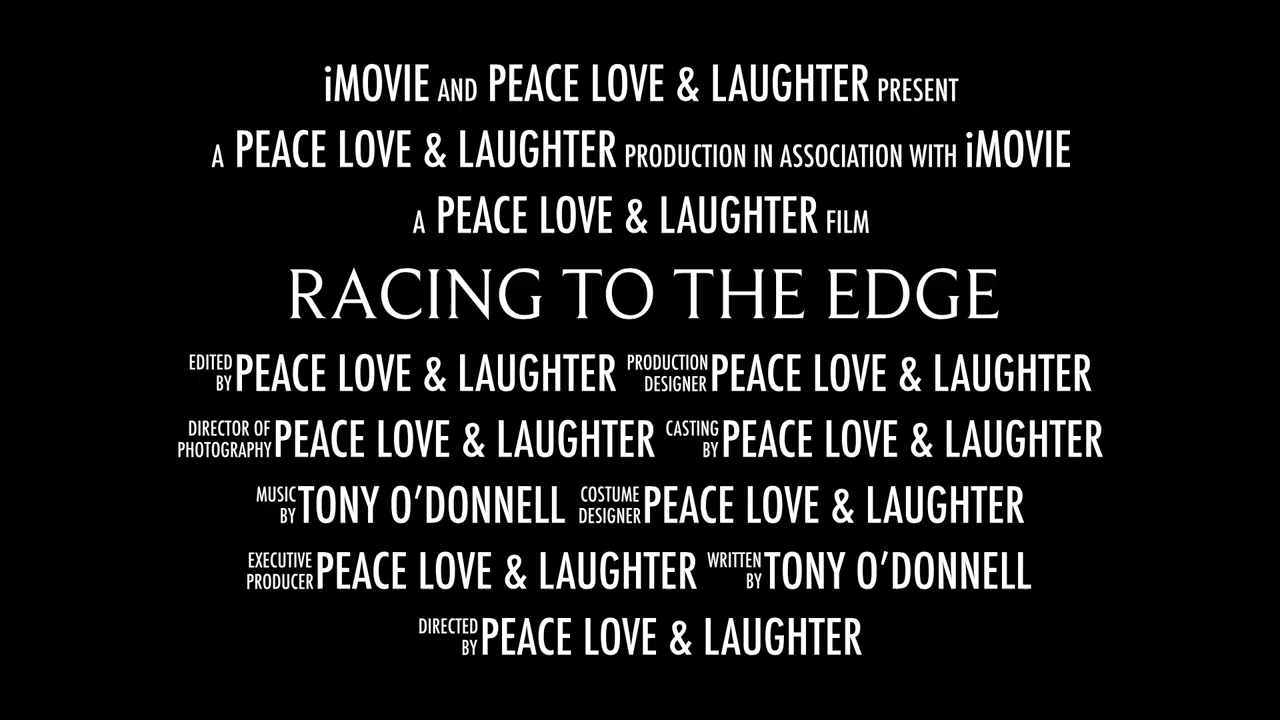 iMOVIE AND PEACE LOVE & LAUGHTER PRESENT
A PEACE LOVE & LAUGHTER PRODUCTION IN ASSOCIATION WITH iMOVIE
A PEACE LOVE & LAUGHTER FILM
RACING TO THE EDGE
EDITED BY PEACE LOVE & LAUGHTER PRODUCTION DESIGNER PEACE LOVE & LAUGHTER
DIRECTOR OF PHOTOGRAPHY PEACE LOVE & LAUGHTER CASTING BY PEACE LOVE & LAUGHTER
MUSIC BY TONY O’DONNELL COSTUME DESIGNER PEACE LOVE & LAUGHTER
EXECUTIVE PRODUCER PEACE LOVE & LAUGHTER WRITTEN BY TONY O’DONNELL
DIRECTED BY PEACE LOVE & LAUGHTER